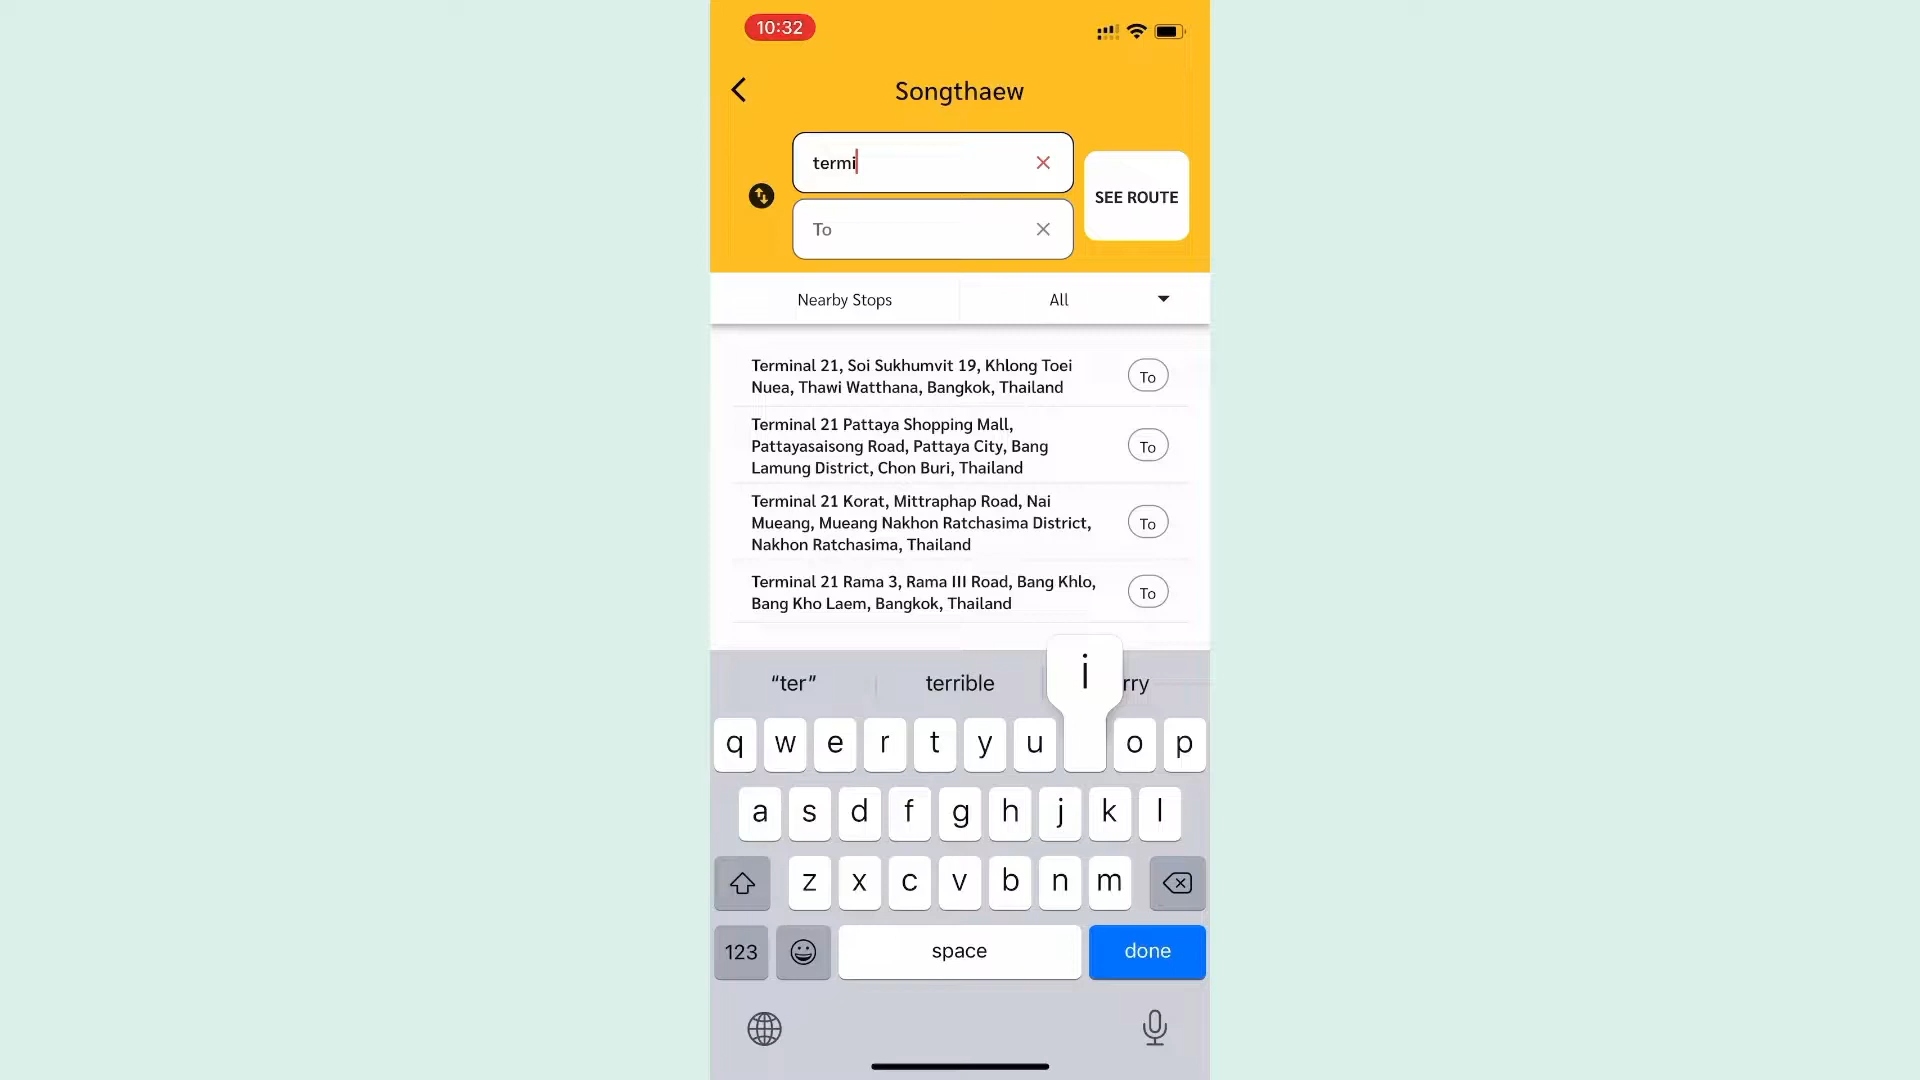 10:32
Songthaew
termi
SEE ROUTE
To
Nearby Stops
All
Terminal 21, Soi Sukhumvit 19, Khlong Toei
Nuea, Thawi Watthana, Bangkok, Thailand
To
Terminal 21 Pattaya Shopping Mall,
Pattayasaisong Road, Pattaya City, Bang
Lamung District, Chon Buri, Thailand
To
Terminal 21 Korat, Mittraphap Road, Nai
Mueang, Mueang Nakhon Ratchasima District,
Nakhon Ratchasima, Thailand
To
Terminal 21 Rama 3, Rama III Road, Bang Khlo,
Bang Kho Laem, Bangkok, Thailand
To
“ter”
terrible
i
rry
q w e r t y u o p
a s d f g h j k l
z x c v b n m
123
space
done